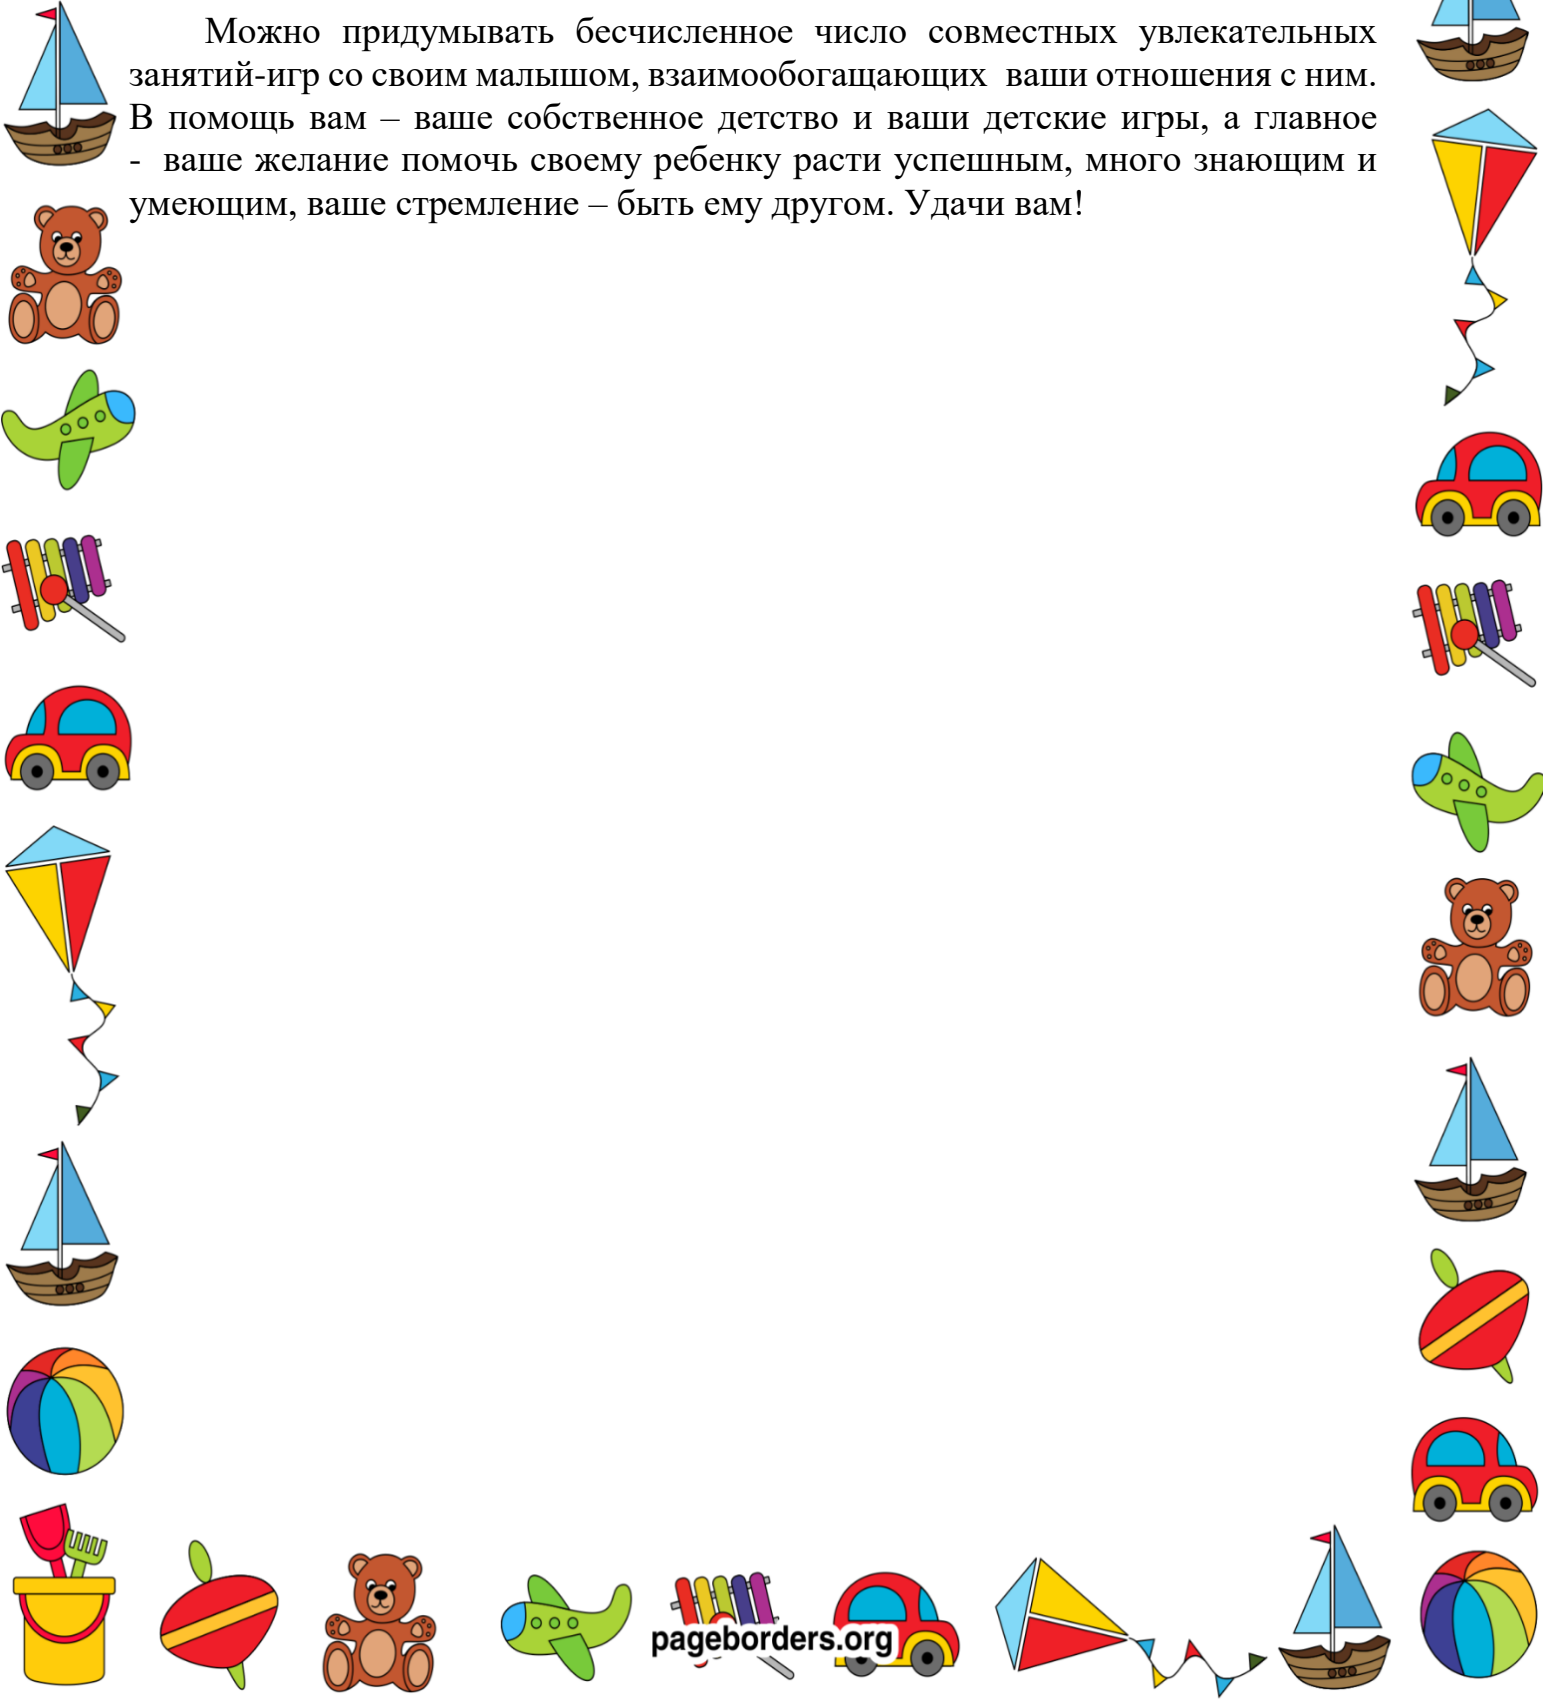 Можно придумывать бесчисленное число совместных увлекательных
занятий-игр со своим малышом, взаимообогащающих ваши отношения с ним.
В помощь вам – ваше собственное детство и ваши детские игры, а главное
- ваше желание помочь своему ребенку расти успешным, много знающим и
умеющим, ваше стремление – быть ему другом. Удачи вам!
pageborders.org